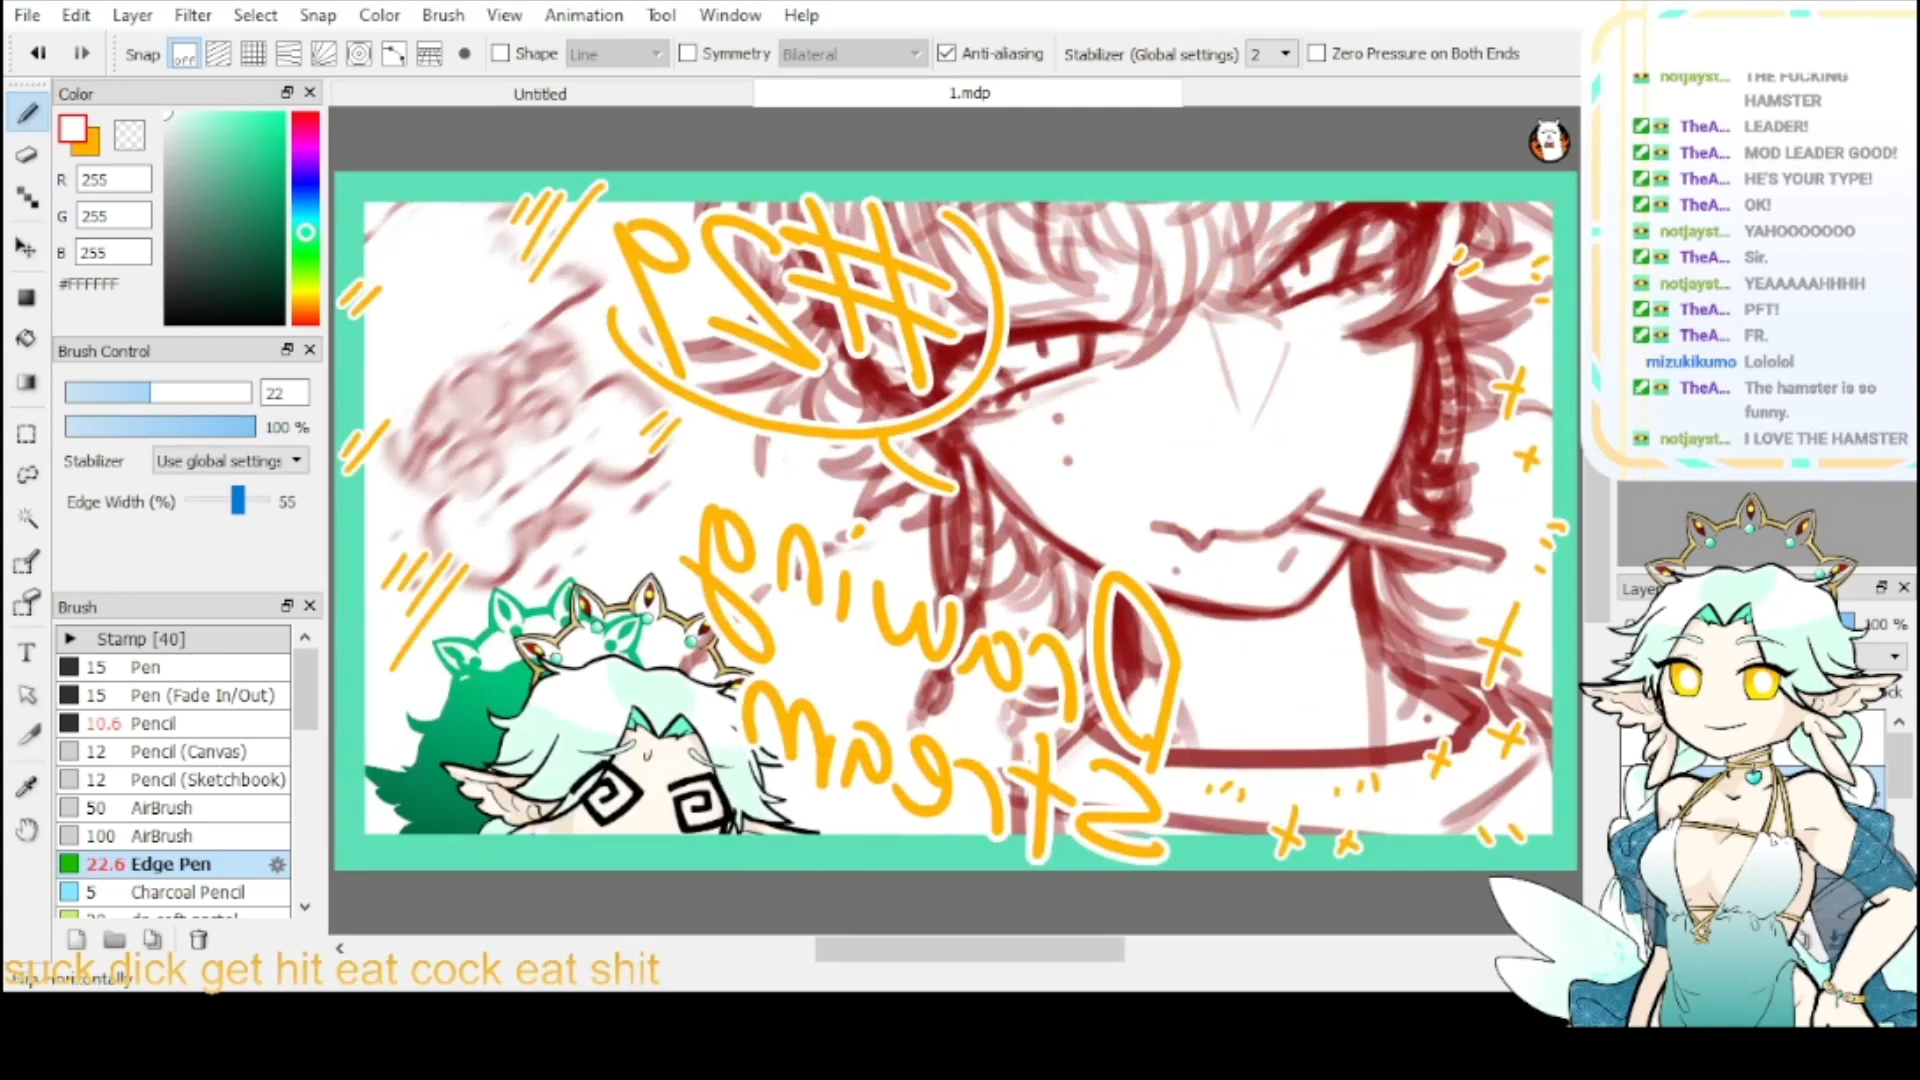 File Edit Layer Filter Select Snap Color Brush View Animation Tool Window Help
Snap off Shape Line Symmetry Bilateral Anti-aliasing Stabilizer (Global settings) 2 Zero Pressure on Both Ends
Color
Untitled 1.mdp
R 255
G 255
B 255
#FFFFFF
Brush Control
22
100 %
Stabilizer Use global settings
Edge Width (%) 55
Brush
Stamp [40]
15 Pen
15 Pen (Fade In/Out)
10.6 Pencil
12 Pencil (Canvas)
12 Pencil (Sketchbook)
50 AirBrush
100 AirBrush
22.6 Edge Pen
5 Charcoal Pencil
suck dick get hit eat cock eat shit
#29
Drawing
Stream
notjayst... THE FUCKING
HAMSTER
TheA... LEADER!
TheA... MOD LEADER GOOD!
TheA... HE'S YOUR TYPE!
TheA... OK!
notjayst... YAHOOOOOOO
TheA... Sir.
notjayst... YEAAAAAHHHH
TheA... PFT!
TheA... FR.
mizukikumo Lololol
TheA... The hamster is so
funny.
notjayst... I LOVE THE HAMSTER
100 %